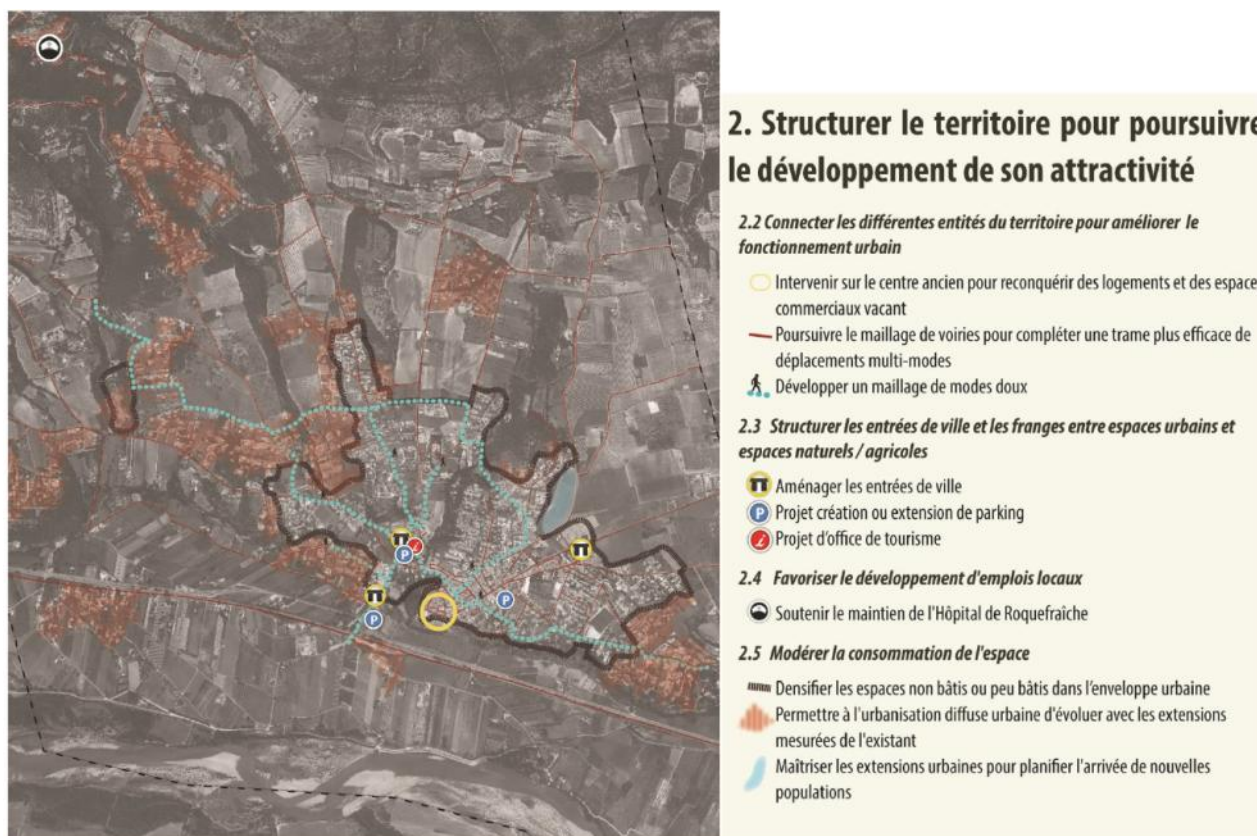 2. Structurer le territoire pour poursuivre
le développement de son attractivité
2.2 Connecter les différentes entités du territoire pour améliorer le
fonctionnement urbain
Intervenir sur le centre ancien pour reconquérir des logements et des espace
commerciaux vacant
Poursuivre le maillage de voiries pour compléter une trame plus efficace de
déplacements multi-modes
Développer un maillage de modes doux
2.3 Structurer les entrées de ville et les franges entre espaces urbains et
espaces naturels / agricoles
Aménager les entrées de ville
P Projet création ou extension de parking
i Projet d'office de tourisme
2.4 Favoriser le développement d'emplois locaux
Soutenir le maintien de l'Hôpital de Roquefraîche
2.5 Modérer la consommation de l'espace
Densifier les espaces non bâtis ou peu bâtis dans l'enveloppe urbaine
Permettre à l'urbanisation diffuse urbaine d'évoluer avec les extensions
mesurées de l'existant
Maîtriser les extensions urbaines pour planifier l'arrivée de nouvelles
populations
i
P
P
P